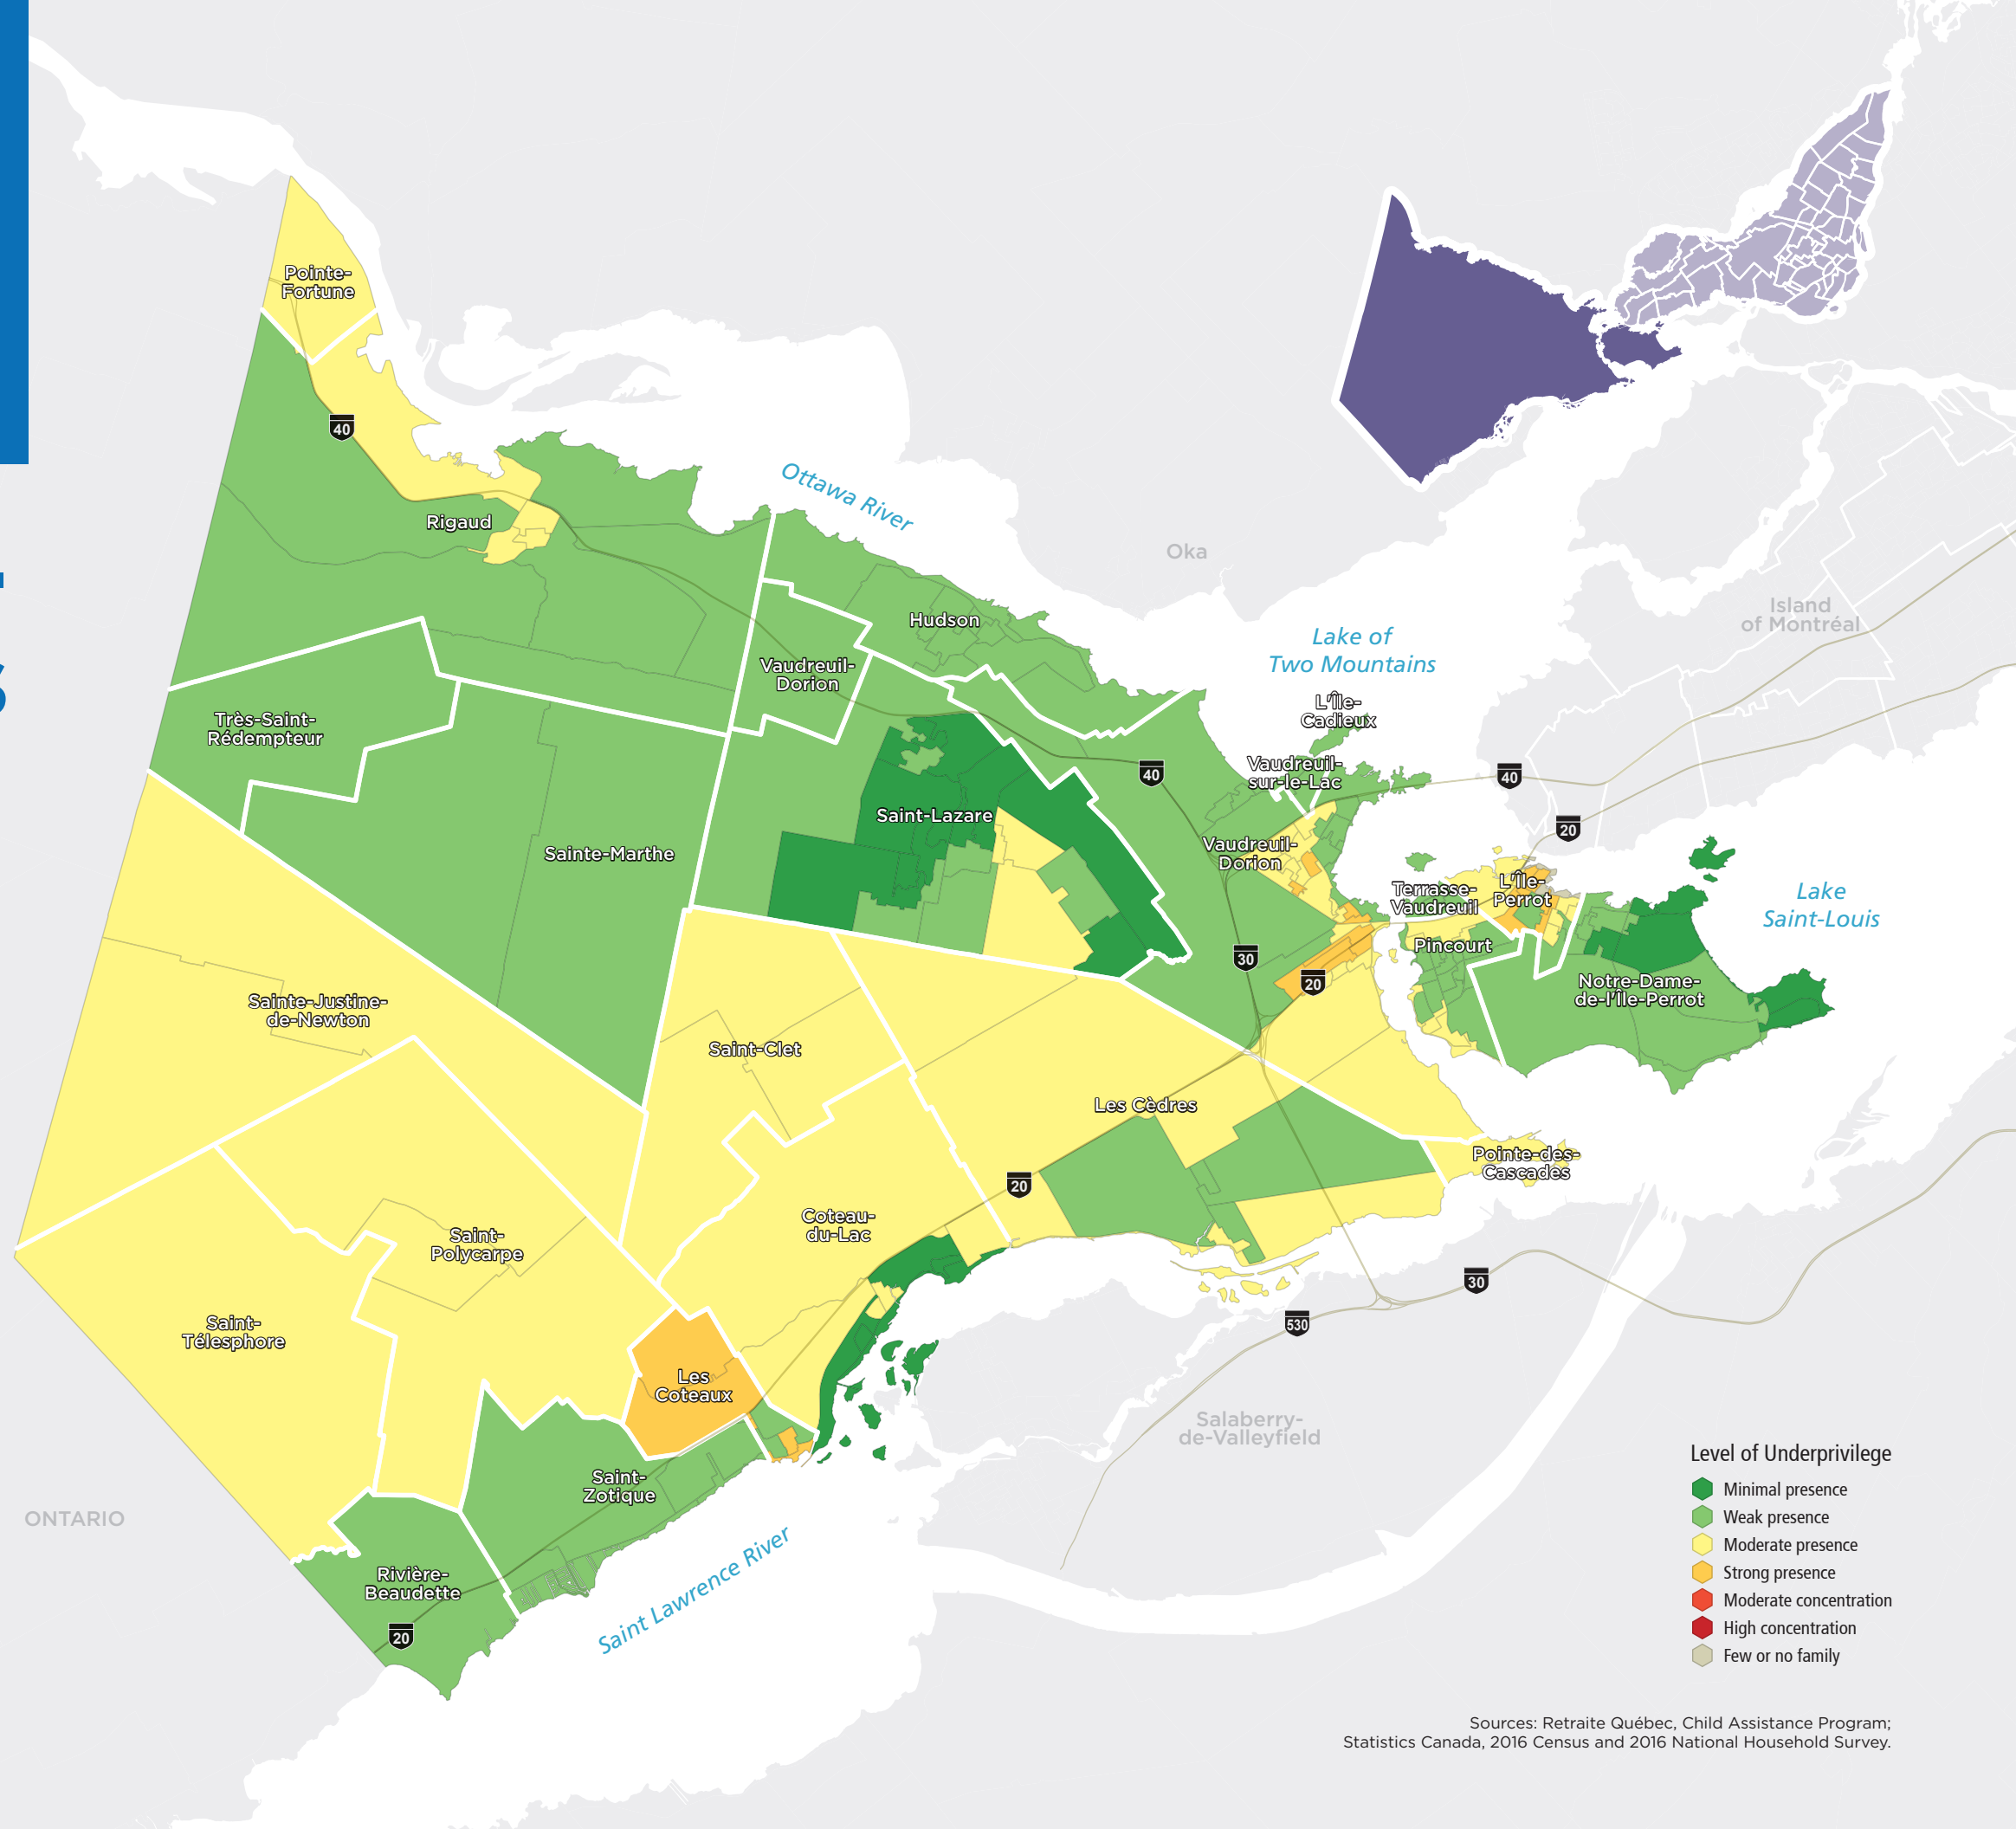 Pointe-
Fortune
40
Ottawa River
Rigaud
Oka
Island
of Montréal
Hudson
Lake of
Two Mountains
Vaudreuil-
Dorion
L'Île-
Cadieux
Très-Saint-
Rédempteur
Vaudreuil-
sur-le-Lac
40
40
Saint-Lazare
20
Sainte-Marthe
Vaudreuil-
Dorion
Terrasse-
Vaudreuil
L'Île-
Perrot
Lake
Saint-Louis
Pincourt
30
20
Notre-Dame-
de-l'Île-Perrot
Sainte-Justine-
de-Newton
Saint-Clet
Les Cèdres
Pointe-des-
Cascades
20
Coteau-
du-Lac
Saint-
Polycarpe
30
530
Saint-
Télesphore
Les
Coteaux
Salaberry-
de-Valleyfield
Saint-
Zotique
ONTARIO
Rivière-
Beaudette
Saint Lawrence River
20
Level of Underprivilege
Minimal presence
Weak presence
Moderate presence
Strong presence
Moderate concentration
High concentration
Few or no family
Sources: Retraite Québec, Child Assistance Program;
Statistics Canada, 2016 Census and 2016 National Household Survey.